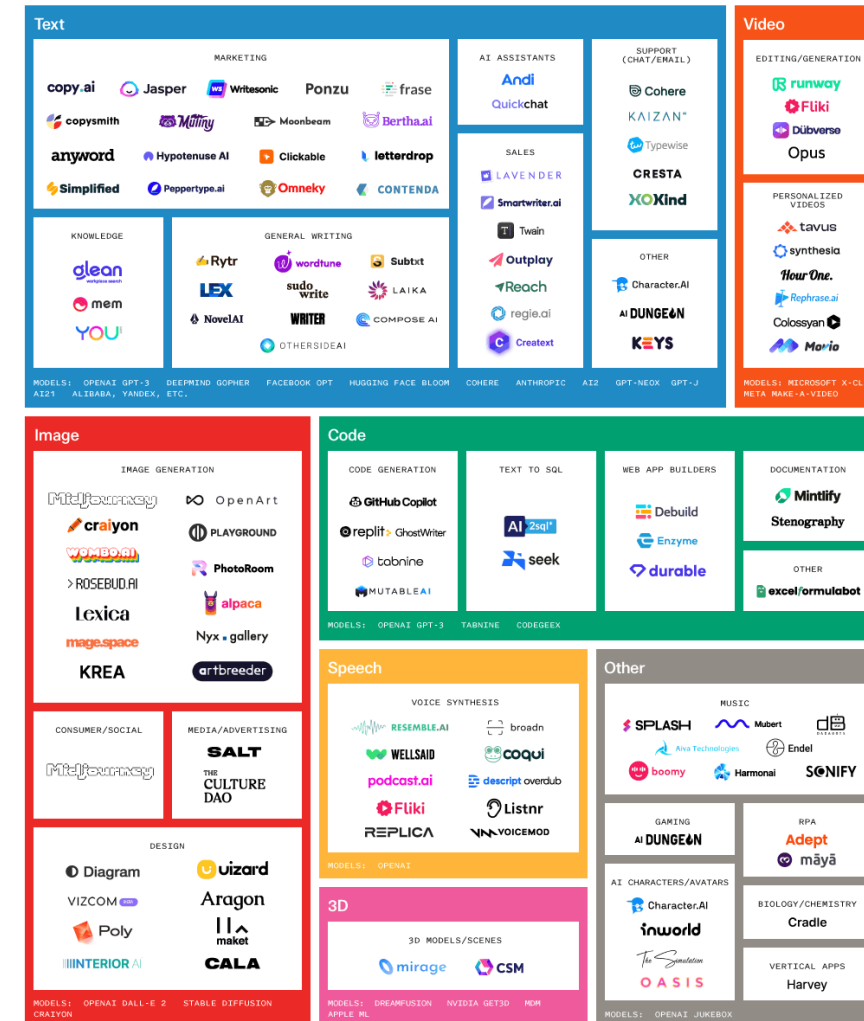 Text
MARKETING
copy.ai Jasper Writesonic Ponzu frase
copysmith Mutiny Moonbeam Bertha.ai
anyword Hypotenuse AI Clickable letterdrop
Simplified Peppertype.ai Omneky CONTENDA
KNOWLEDGE
glean
workplace search
mem
YOU
GENERAL WRITING
Rytr wordtune Subtxt
LEX sudo write LAIKA
NovelAI WRITER COMPOSE AI
OTHERSIDEAI
AI ASSISTANTS
Andi
Quickchat
SALES
LAVENDER
Smartwriter.ai
Twain
Outplay
Reach
regie.ai
Creatext
SUPPORT
(CHAT/EMAIL)
Cohere
KAIZAN
Typewise
CRESTA
XOKind
OTHER
Character.AI
AI DUNGEON
KEYS
MODELS: OPENAI GPT-3 DEEPMIND GOPHER FACEBOOK OPT HUGGING FACE BLOOM COHERE ANTHROPIC AI2 GPT-NEOX GPT-J
AI21 ALIBABA, YANDEX, ETC.
Video
EDITING/GENERATION
runway
Fliki
Dübverse
Opus
PERSONALIZED
VIDEOS
tavus
synthesia
Hour One.
Rephrase.ai
Colossyan
Movio
MODELS: MICROSOFT X-CL
META MAKE-A-VIDEO
Image
IMAGE GENERATION
Midjourney OpenArt
craiyon PLAYGROUND
WOMBO.AI PhotoRoom
ROSEBUD.AI alpaca
Lexica Nyx.gallery
mage.space artbreeder
KREA
CONSUMER/SOCIAL
Midjourney
MEDIA/ADVERTISING
SALT
THE
CULTURE
DAO
DESIGN
Diagram uizard
VIZCOM Aragon
Poly maket
INTERIOR AI CALA
MODELS: OPENAI DALL-E 2 STABLE DIFFUSION
CRAIYON
Code
CODE GENERATION
GitHub Copilot
replit GhostWriter
tabnine
MUTABLEAI
TEXT TO SQL
AI 2sql
seek
WEB APP BUILDERS
Debuild
Enzyme
durable
DOCUMENTATION
Mintlify
Stenography
OTHER
excelformulabot
MODELS: OPENAI GPT-3 TABNINE CODEGEEX
Speech
VOICE SYNTHESIS
RESEMBLE.AI broadn
WELLSAID coqui
podcast.ai descript overdub
Fliki Listnr
REPLICA VOICEMOD
MODELS: OPENAI
3D
3D MODELS/SCENES
mirage CSM
MODELS: DREAMFUSION NVIDIA GET3D MDM
APPLE ML
Other
MUSIC
SPLASH Mubert dB
DADABOTS
Aiva Technologies Endel
boomy Harmonai SONIFY
GAMING
AI DUNGEON
RPA
Adept
māyā
AI CHARACTERS/AVATARS
Character.AI
inworld
The Simulation
OASIS
BIOLOGY/CHEMISTRY
Cradle
VERTICAL APPS
Harvey
MODELS: OPENAI JUKEBOX